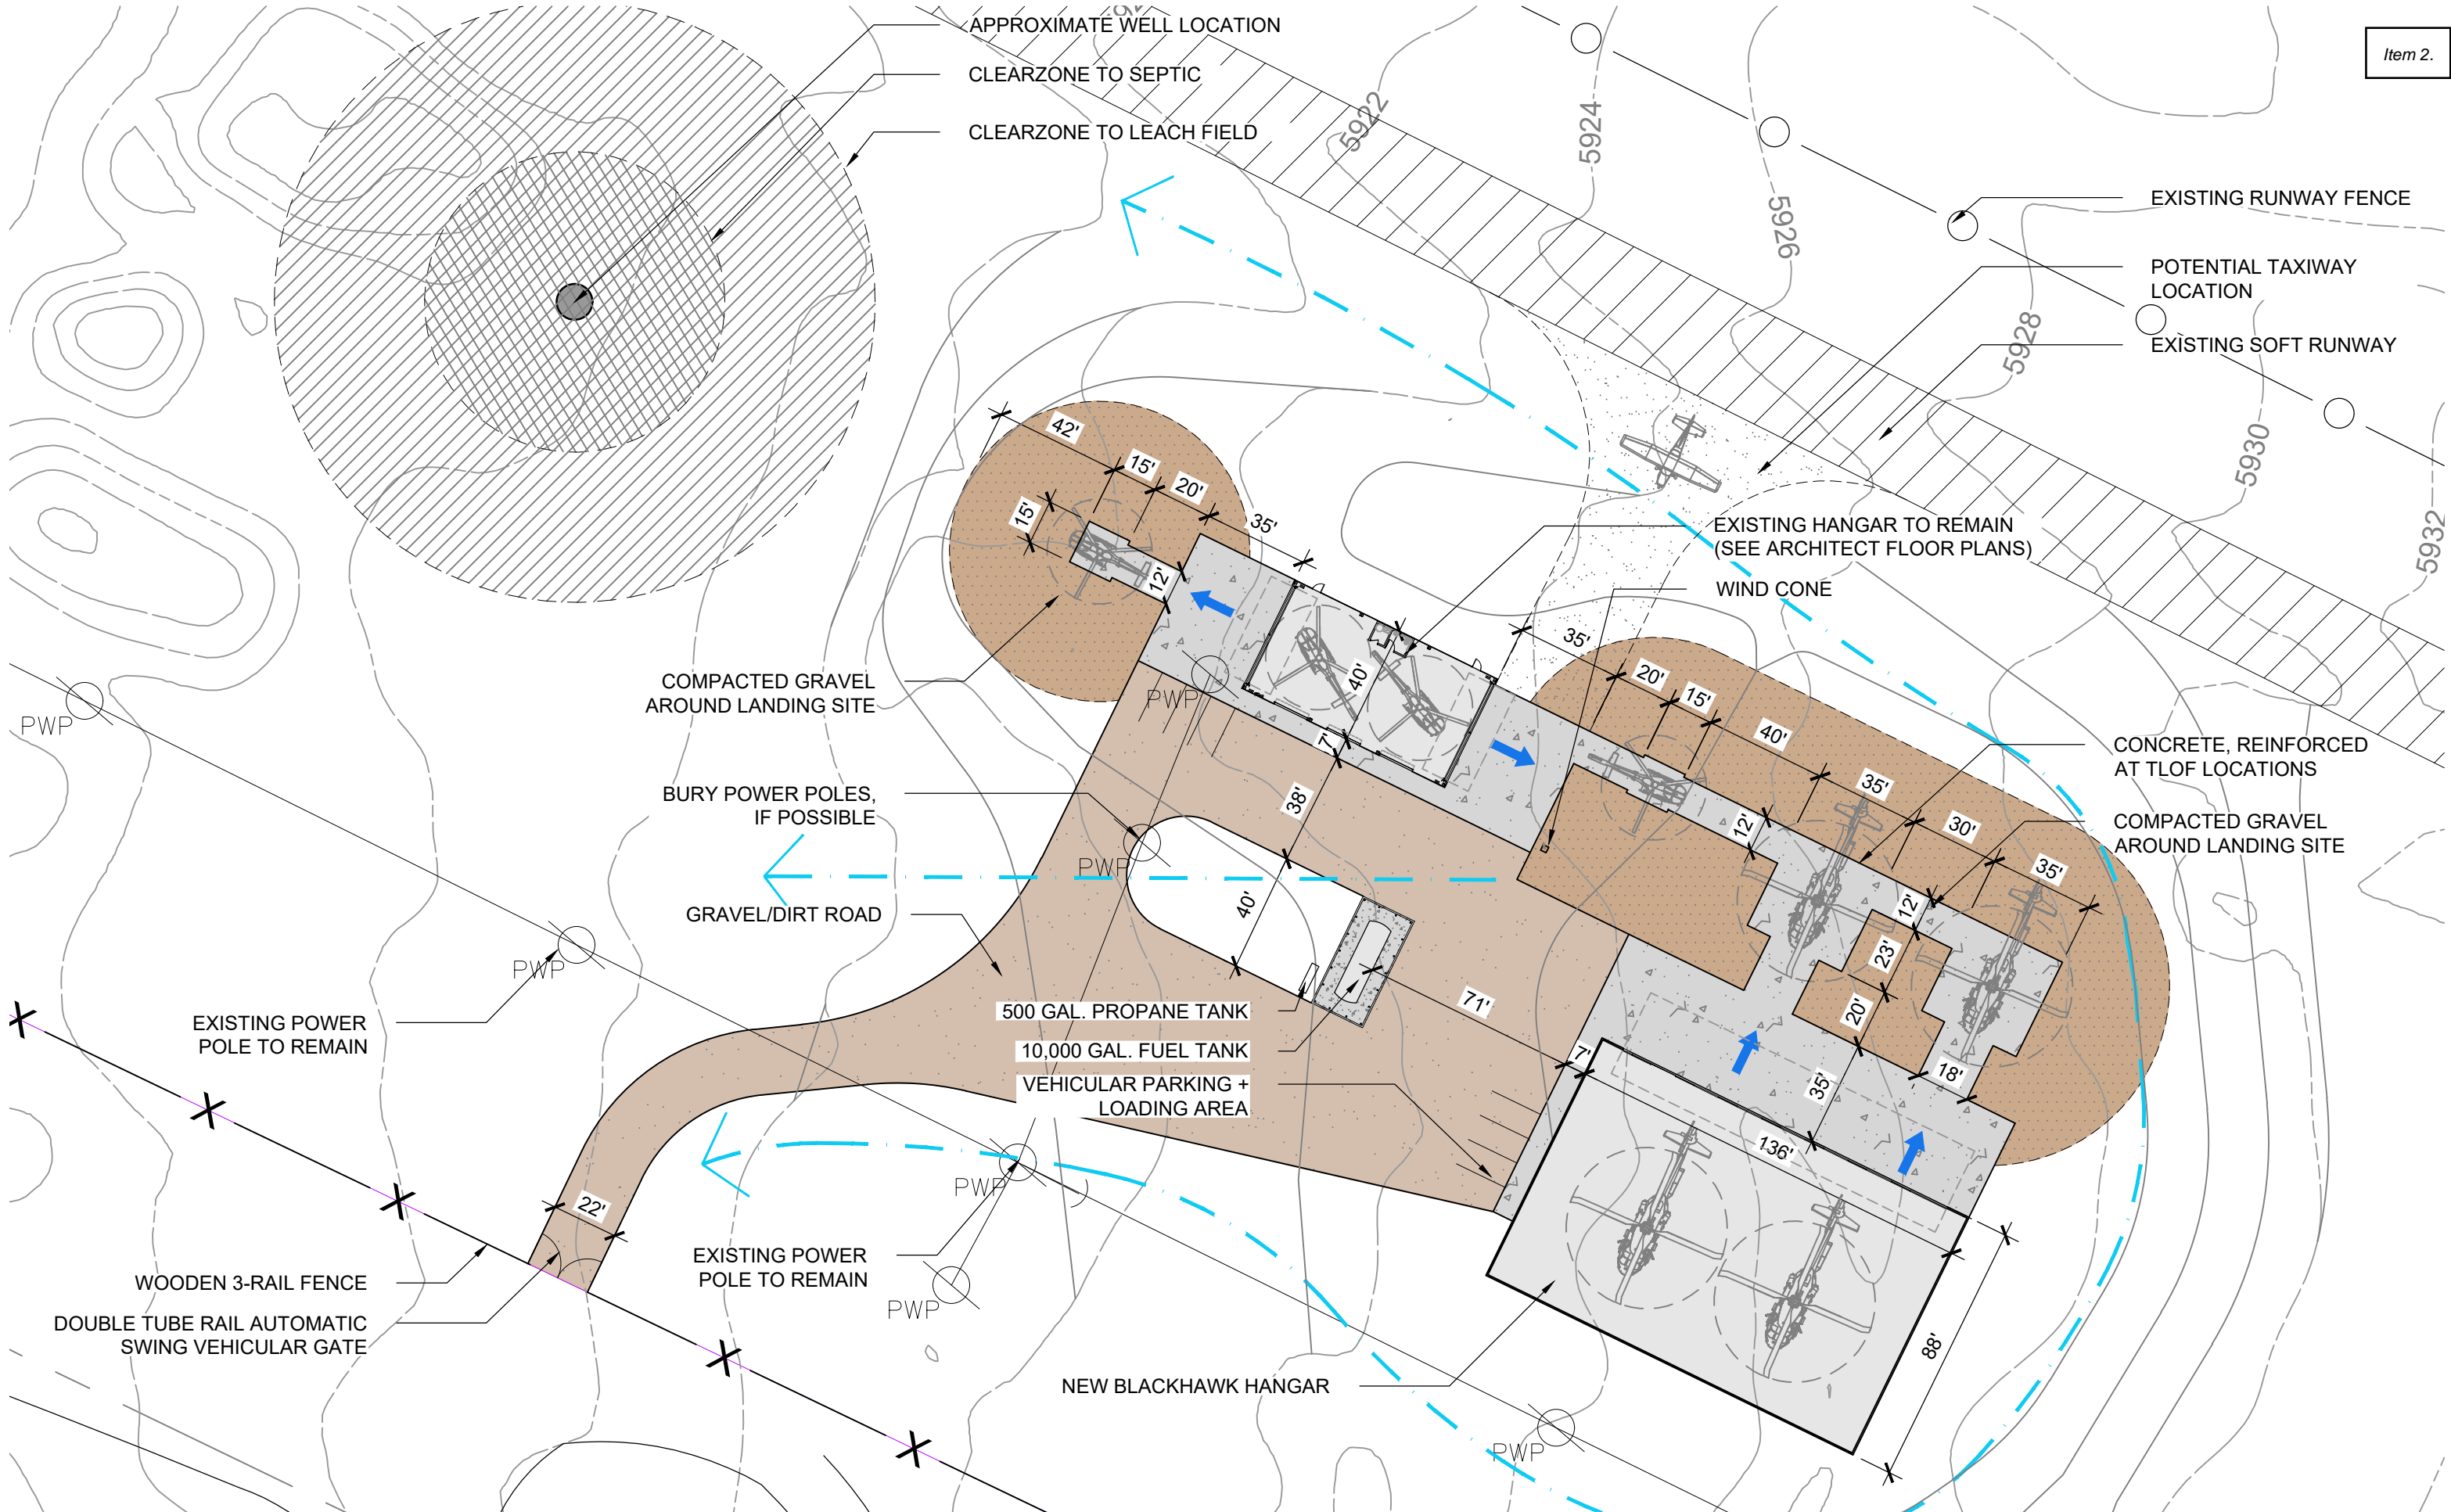 APPROXIMATE WELL LOCATION
CLEARZONE TO SEPTIC
CLEARZONE TO LEACH FIELD
Item 2.
5922
5924
5926
5928
5930
5932
EXISTING RUNWAY FENCE
POTENTIAL TAXIWAY
LOCATION
EXISTING SOFT RUNWAY
42'
15'
20'
35'
15'
12'
EXISTING HANGAR TO REMAIN
(SEE ARCHITECT FLOOR PLANS)
WIND CONE
35'
20'
15'
40'
35'
30'
35'
40'
7'
38'
40'
12'
12'
23'
20'
18'
35'
71'
7'
136'
88'
22'
COMPACTED GRAVEL
AROUND LANDING SITE
BURY POWER POLES,
IF POSSIBLE
GRAVEL/DIRT ROAD
CONCRETE, REINFORCED
AT TLOF LOCATIONS
COMPACTED GRAVEL
AROUND LANDING SITE
PWP
PWP
PWP
PWP
PWP
PWP
PWP
EXISTING POWER
POLE TO REMAIN
500 GAL. PROPANE TANK
10,000 GAL. FUEL TANK
VEHICULAR PARKING +
LOADING AREA
EXISTING POWER
POLE TO REMAIN
WOODEN 3-RAIL FENCE
DOUBLE TUBE RAIL AUTOMATIC
SWING VEHICULAR GATE
NEW BLACKHAWK HANGAR